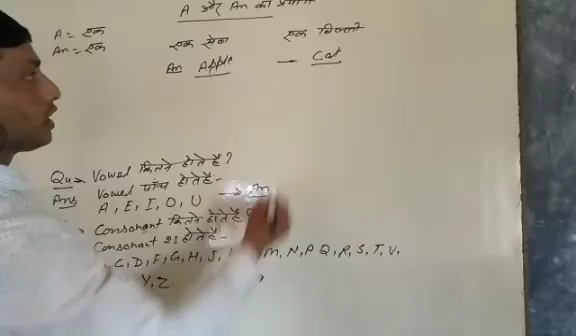 A और An का प्रयोग
A = एक
An = एक
एक सेब
एक बिल्ली
An Apple
— Cat
Qu → Vowel कितने होते हैं?
Ans Vowel पाँच होते हैं-
A, E, I, O, U → An
Consonant कितने होते हैं
Consonant २१ होते हैं-
C, D, F, G, H, J, M, N, P Q, R, S, T, V,
Y, Z